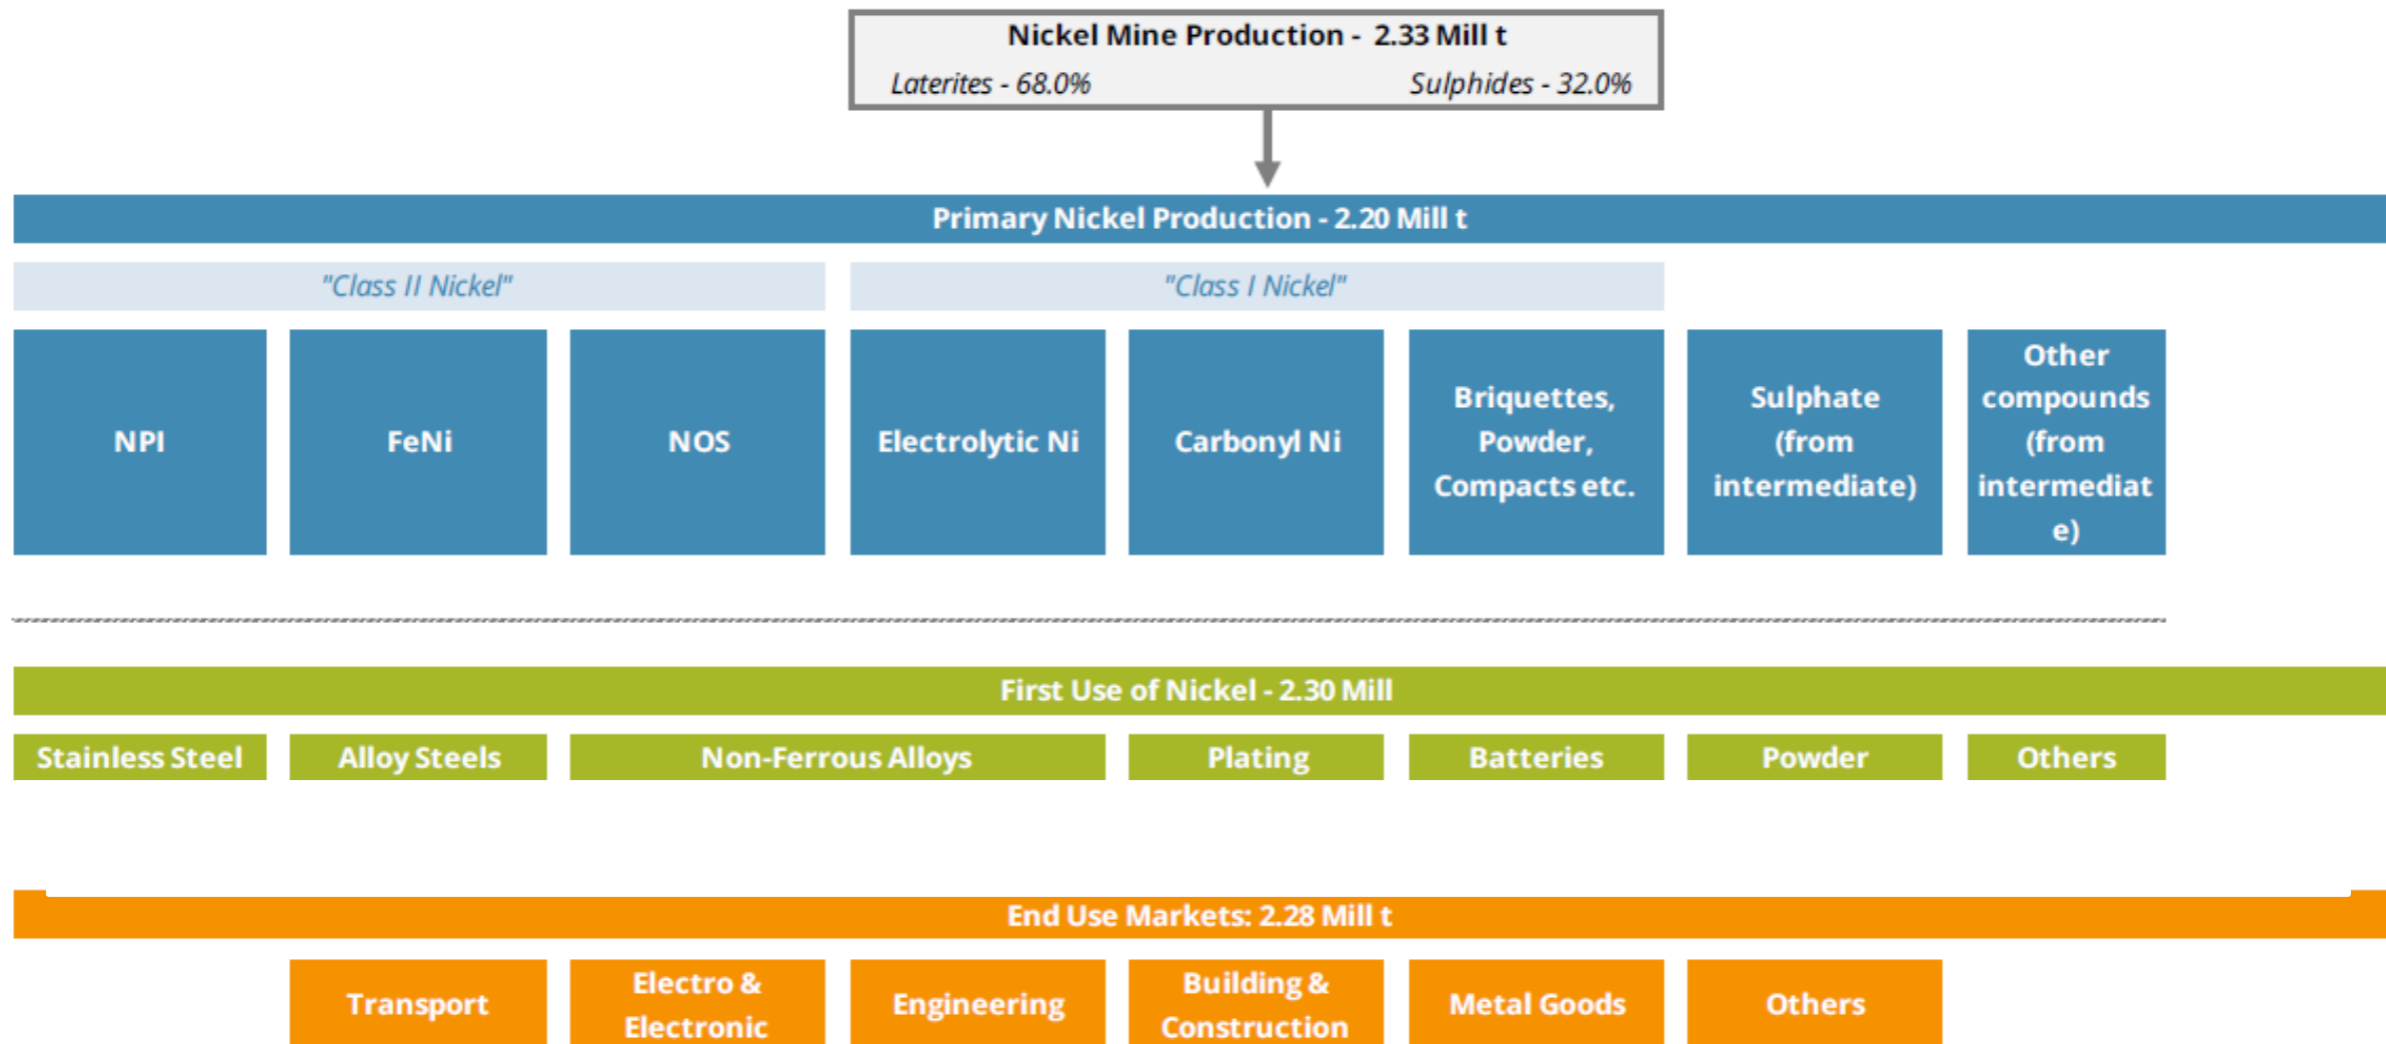 Nickel Mine Production - 2.33 Mill t
Laterites - 68.0% Sulphides - 32.0%
Primary Nickel Production - 2.20 Mill t
"Class II Nickel" "Class I Nickel"
NPI
FeNi
NOS
Electrolytic Ni
Carbonyl Ni
Briquettes,
Powder,
Compacts etc.
Sulphate
(from
intermediate)
Other
compounds
(from
intermediat
e)
First Use of Nickel - 2.30 Mill
Stainless Steel
Alloy Steels
Non-Ferrous Alloys
Plating
Batteries
Powder
Others
End Use Markets: 2.28 Mill t
Transport
Electro &
Electronic
Engineering
Building &
Construction
Metal Goods
Others